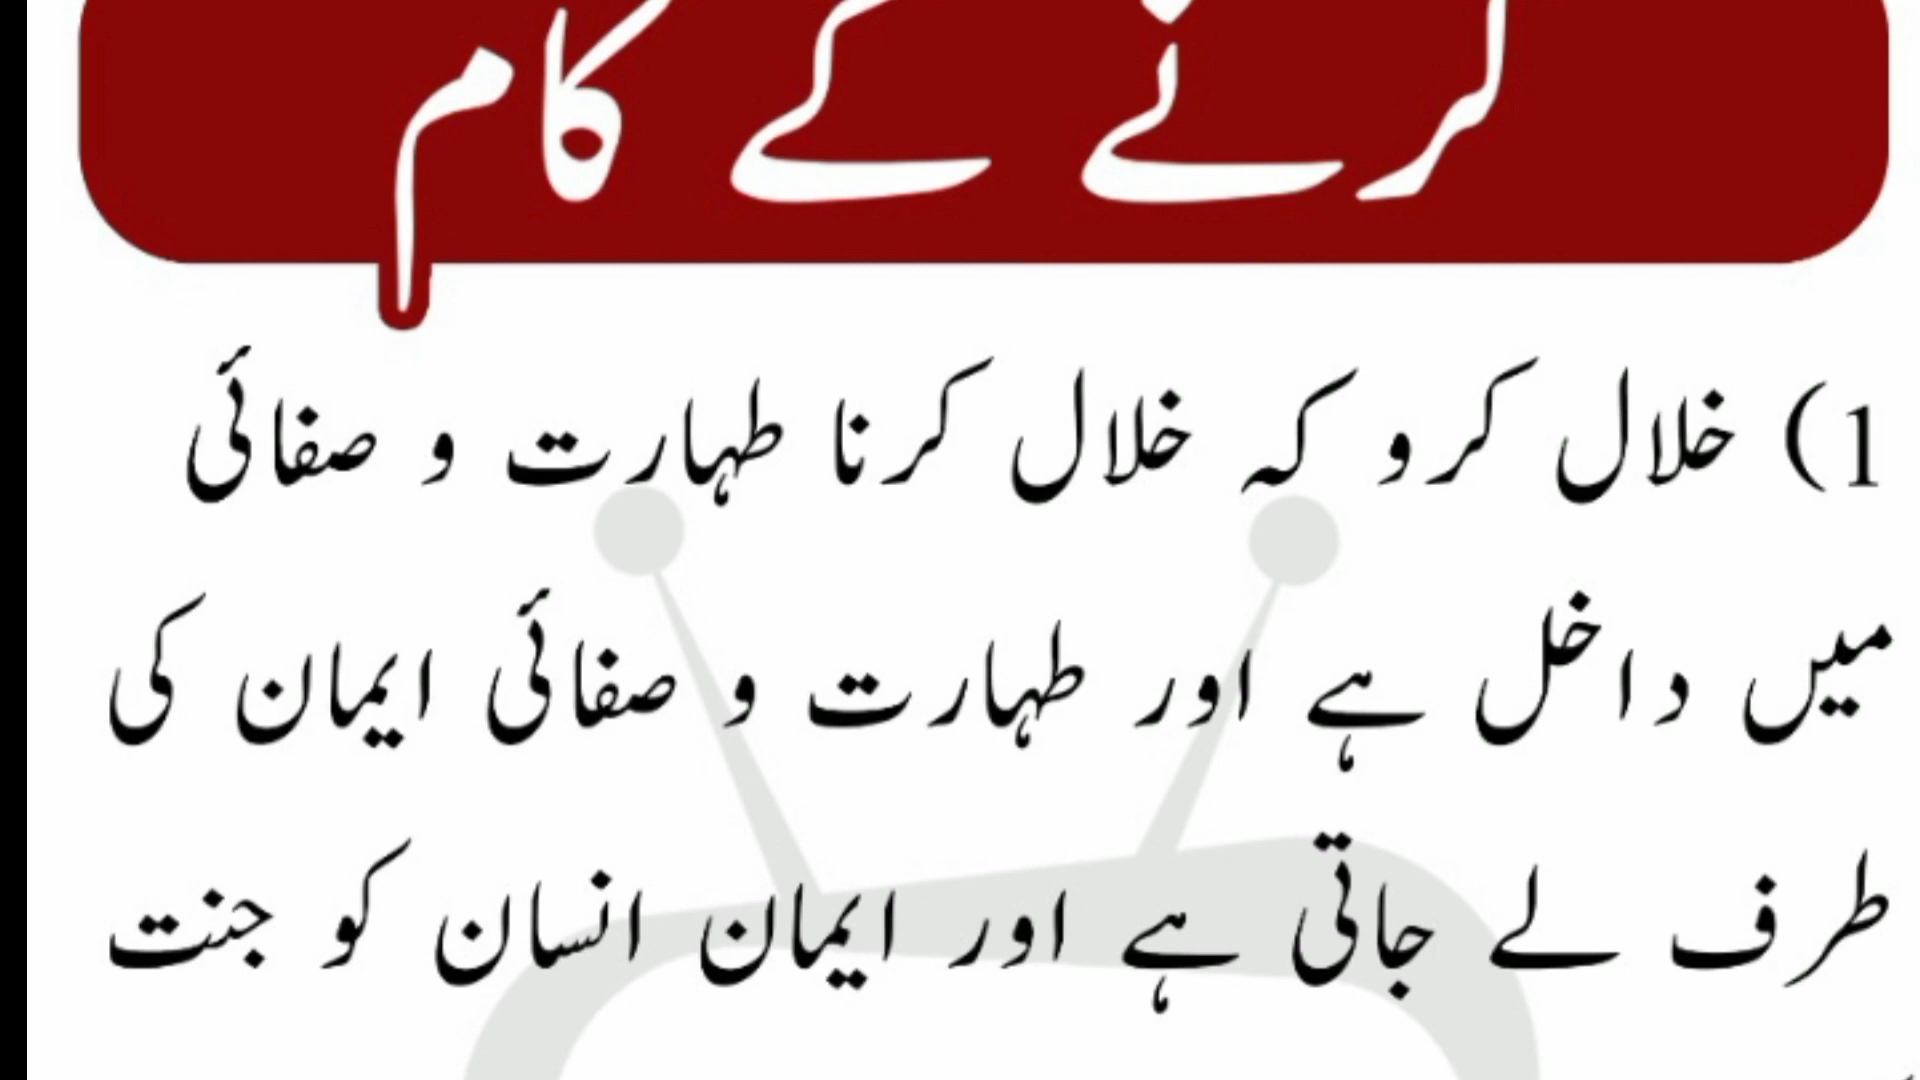 کرنے کے کام
1) خلال کرو کہ خلال کرنا طہارت و صفائی
میں داخل ہے اور طہارت و صفائی ایمان کی
طرف لے جاتی ہے اور ایمان انسان کو جنت